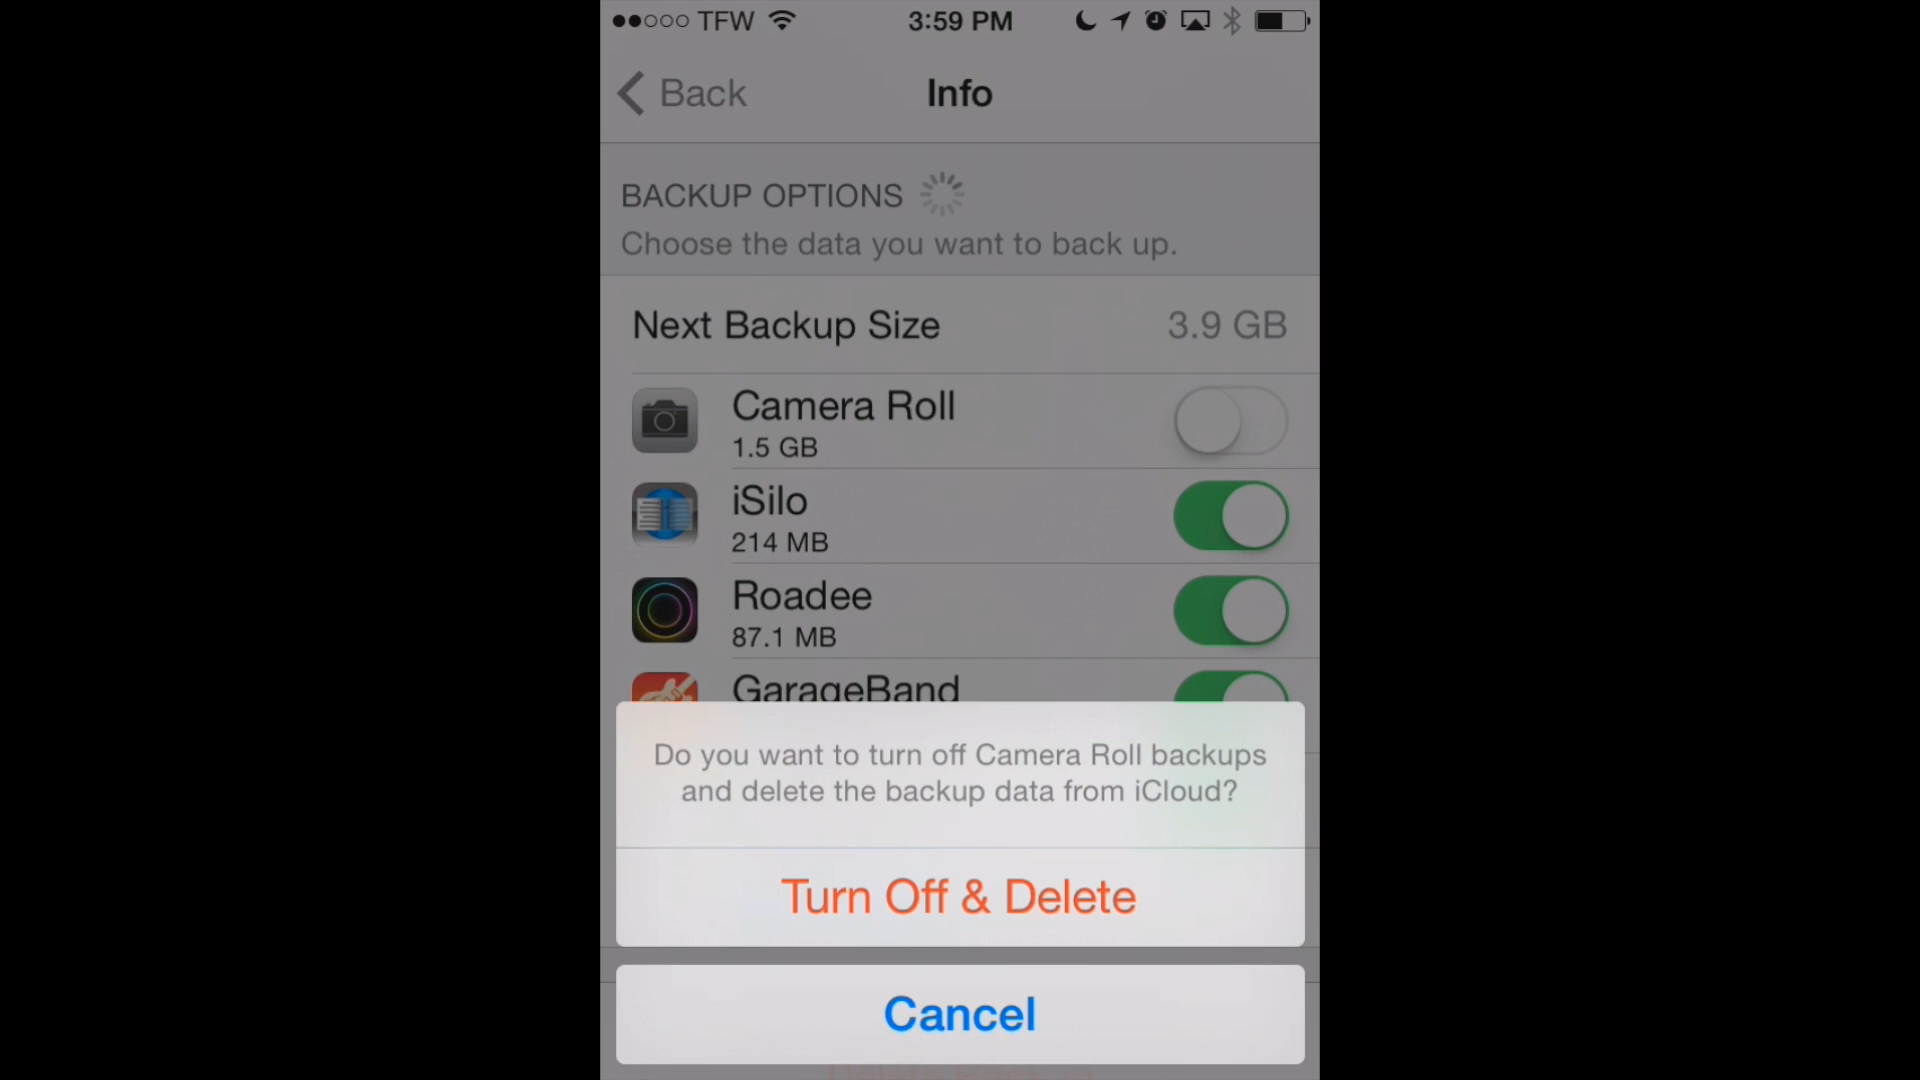 TFW 3:59 PM
Back Info
BACKUP OPTIONS
Choose the data you want to back up.
Next Backup Size 3.9 GB
Camera Roll
1.5 GB
iSilo
214 MB
Roadee
87.1 MB
GarageBand
Do you want to turn off Camera Roll backups
and delete the backup data from iCloud?
Turn Off & Delete
Cancel